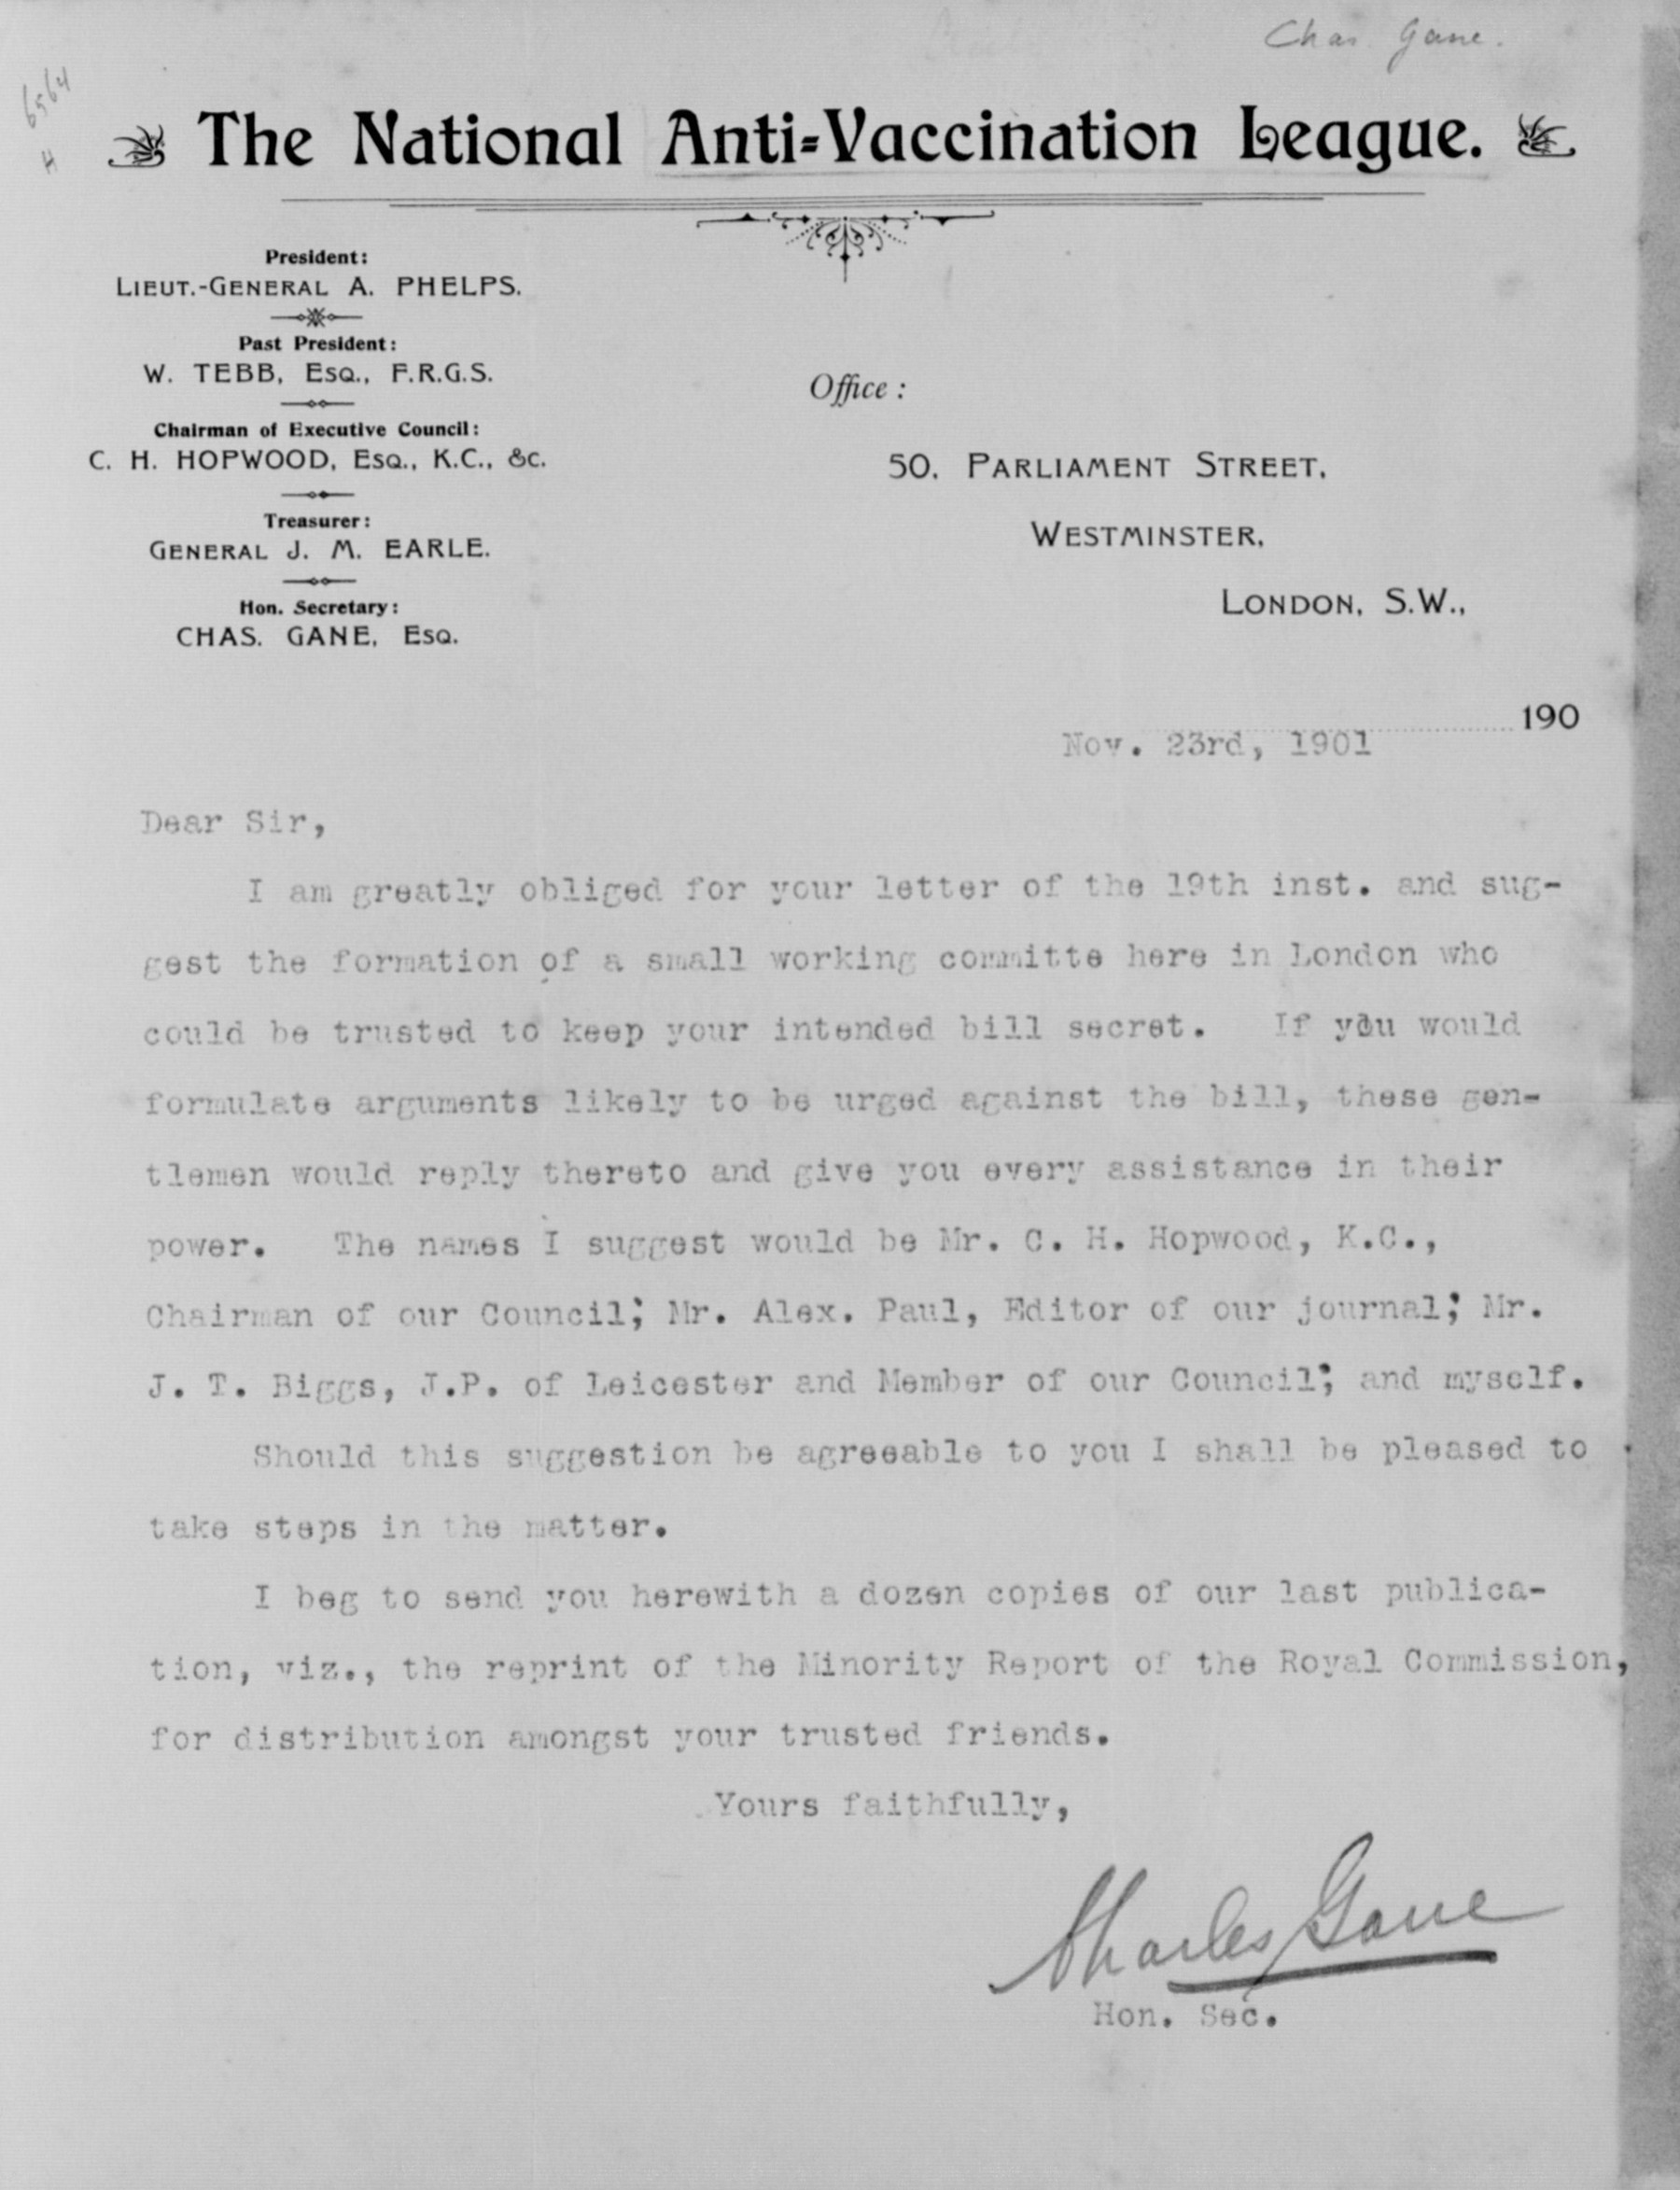 Chas Gane.
6564
H
The National Anti-Vaccination League.
President:
LIEUT.-GENERAL A. PHELPS.
Past President:
W. TEBB, ESQ., F.R.G.S.
Chairman of Executive Council:
C. H. HOPWOOD, ESQ., K.C., &C.
Treasurer:
GENERAL J. M. EARLE.
Hon. Secretary:
CHAS. GANE, ESQ.
Office:
50, PARLIAMENT STREET,
WESTMINSTER,
LONDON, S.W.,
190
Nov. 23rd, 1901
Dear Sir,
I am greatly obliged for your letter of the 19th inst. and sug-
gest the formation of a small working committe here in London who
could be trusted to keep your intended bill secret. If you would
formulate arguments likely to be urged against the bill, these gen-
tlemen would reply thereto and give you every assistance in their
power. The names I suggest would be Mr. C. H. Hopwood, K.C.,
Chairman of our Council; Mr. Alex. Paul, Editor of our journal; Mr.
J. T. Biggs, J.P. of Leicester and Member of our Council; and myself.
Should this suggestion be agreeable to you I shall be pleased to
take steps in the matter.
I beg to send you herewith a dozen copies of our last publica-
tion, viz., the reprint of the Minority Report of the Royal Commission,
for distribution amongst your trusted friends.
Yours faithfully,
Charles Gane
Hon. Sec.